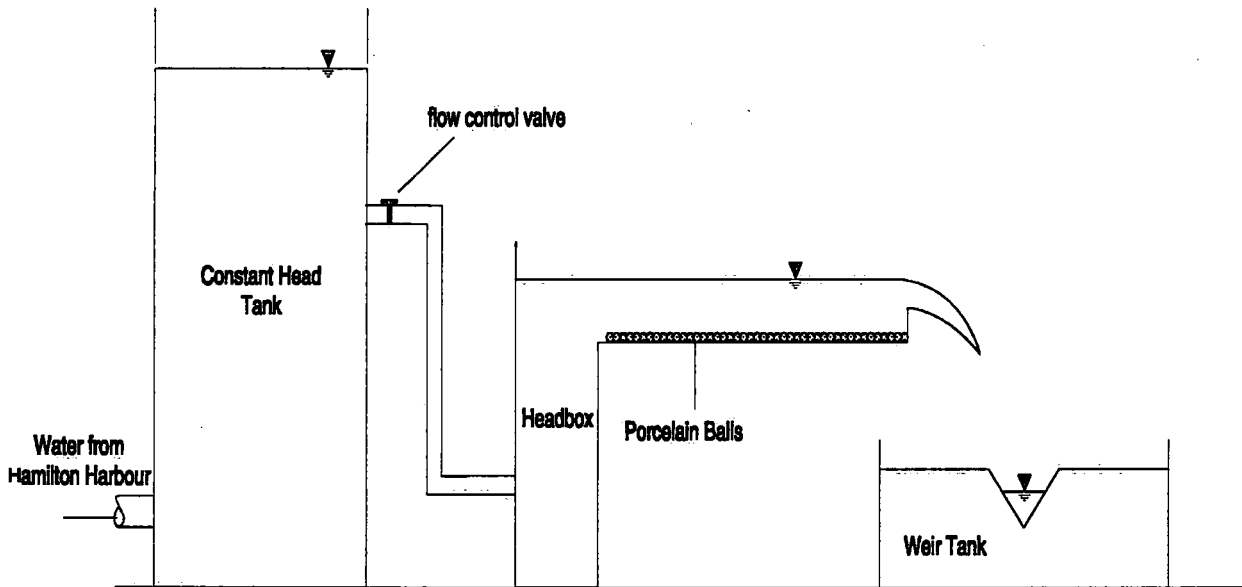 flow control valve
Constant Head
Tank
Headbox
Porcelain Balls
Water from
Hamilton Harbour
Weir Tank